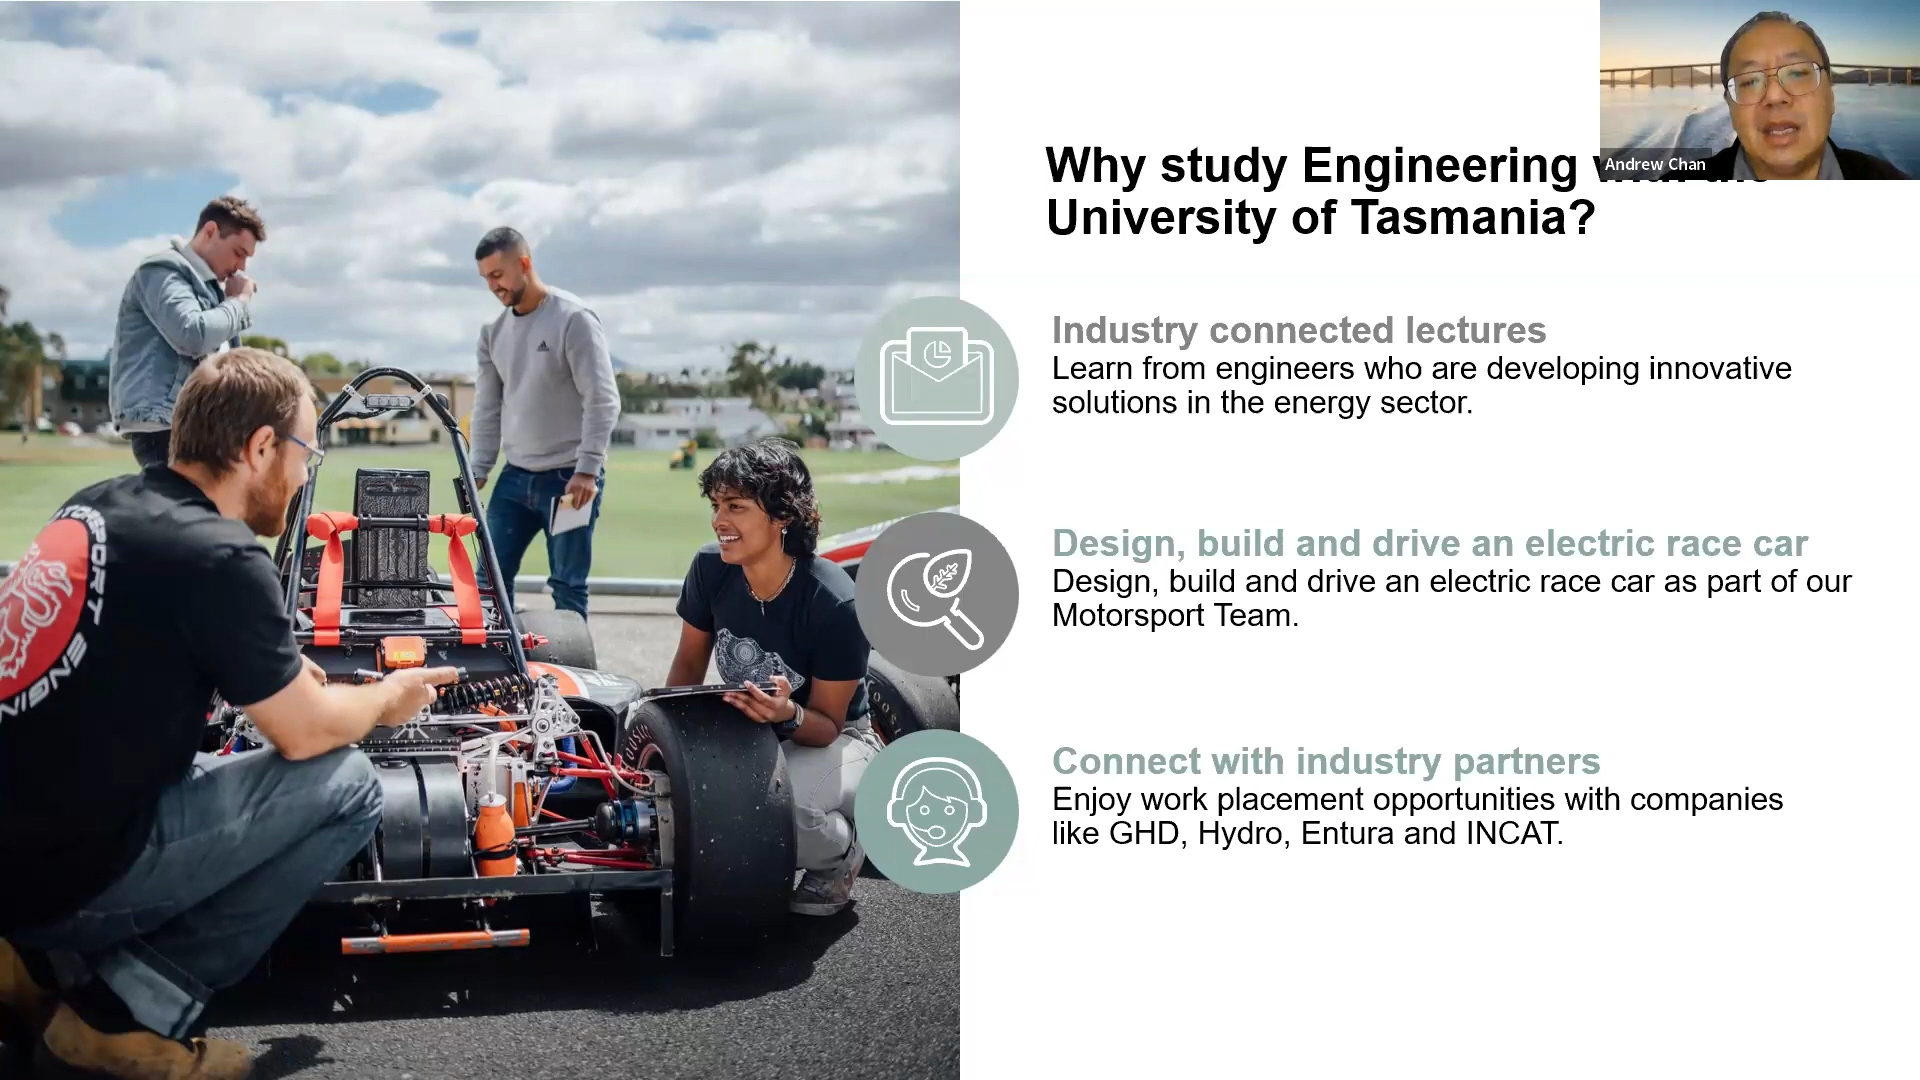 Why study Engineering
University of Tasmania?
Andrew Chan
Industry connected lectures
Learn from engineers who are developing innovative
solutions in the energy sector.
Design, build and drive an electric race car
Design, build and drive an electric race car as part of our
Motorsport Team.
Connect with industry partners
Enjoy work placement opportunities with companies
like GHD, Hydro, Entura and INCAT.